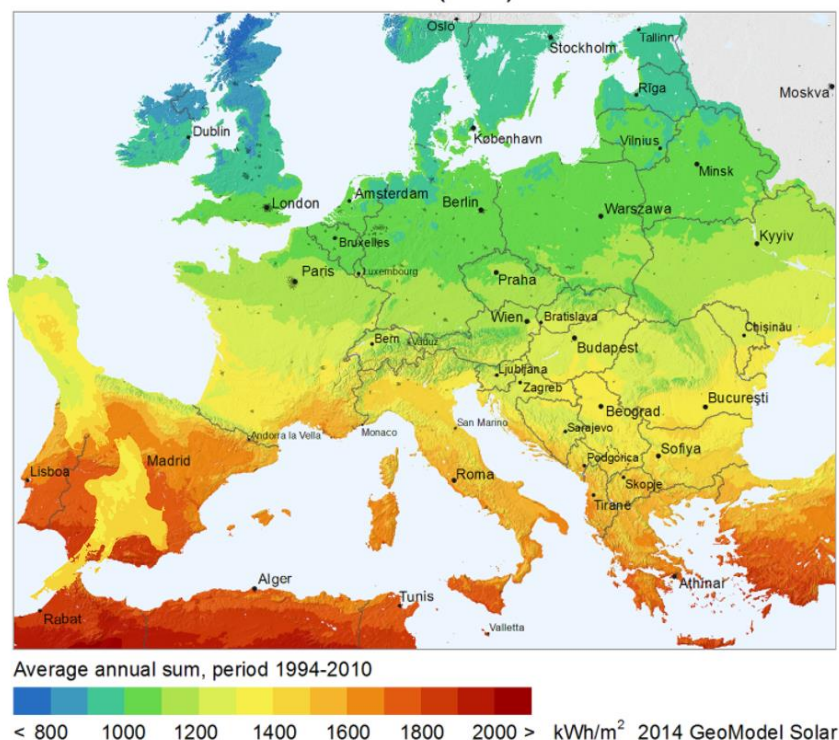 Oslo
Stockholm
Tallinn
Rīga
Moskva
Dublin
København
Vilnius
Minsk
London
Amsterdam
Berlin
Warszawa
Bruxelles
Kyyiv
Paris
Luxembourg
Praha
Wien
Bratislava
Chişinău
Bern
Vaduz
Budapest
Ljubljana
Zagreb
Beograd
Bucureşti
Andorra la Vella
Monaco
San Marino
Sarajevo
Sofiya
Podgorica
Lisboa
Madrid
Roma
Skopje
Tiranë
Alger
Tunis
Athínai
Rabat
Valletta
Average annual sum, period 1994-2010
< 800 1000 1200 1400 1600 1800 2000 > kWh/m² 2014 GeoModel Solar